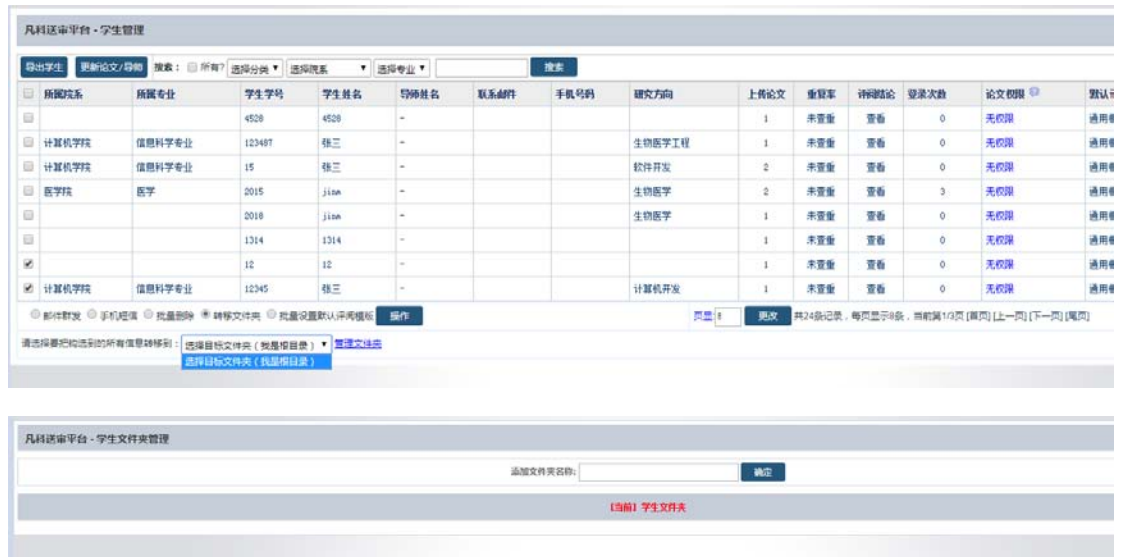 凡科送审平台 - 学生管理
导出学生 更新论文/导师 搜索： 所有? 选择分类 选择院系 选择专业 搜索
所属院系 所属专业 学生学号 学生姓名 导师姓名 联系邮件 手机号码 研究方向 上传论文 重复率 评阅结论 登录次数 论文权限 默认
4528 4528 - 1 未查重 查看 0 无权限 通用
计算机学院 信息科学专业 123487 张三 - 生物医学工程 1 未查重 查看 0 无权限 通用
计算机学院 信息科学专业 15 张三 - 软件开发 2 未查重 查看 0 无权限 通用
医学院 医学 2015 jina - 生物医学 2 未查重 查看 3 无权限 通用
2016 jina - 生物医学 1 未查重 查看 0 无权限 通用
1314 1314 - 1 未查重 查看 0 无权限 通用
12 12 - 1 未查重 查看 0 无权限 通用
计算机学院 信息科学专业 12345 张三 - 计算机开发 1 未查重 查看 0 无权限 通用
邮件群发 手机短信 批量删除 转移文件夹 批量设置默认评阅模板 操作 页显: 8 更改 共24条记录，每页显示8条，当前第1/3页 [首页] [上一页] [下一页] [尾页]
请选择要把构选到的所有信息转移到： 选择目标文件夹（我是根目录） 管理文件夹
选择目标文件夹（我是根目录）
凡科送审平台 - 学生文件夹管理
添加文件夹名称: 确定
[当前] 学生文件夹